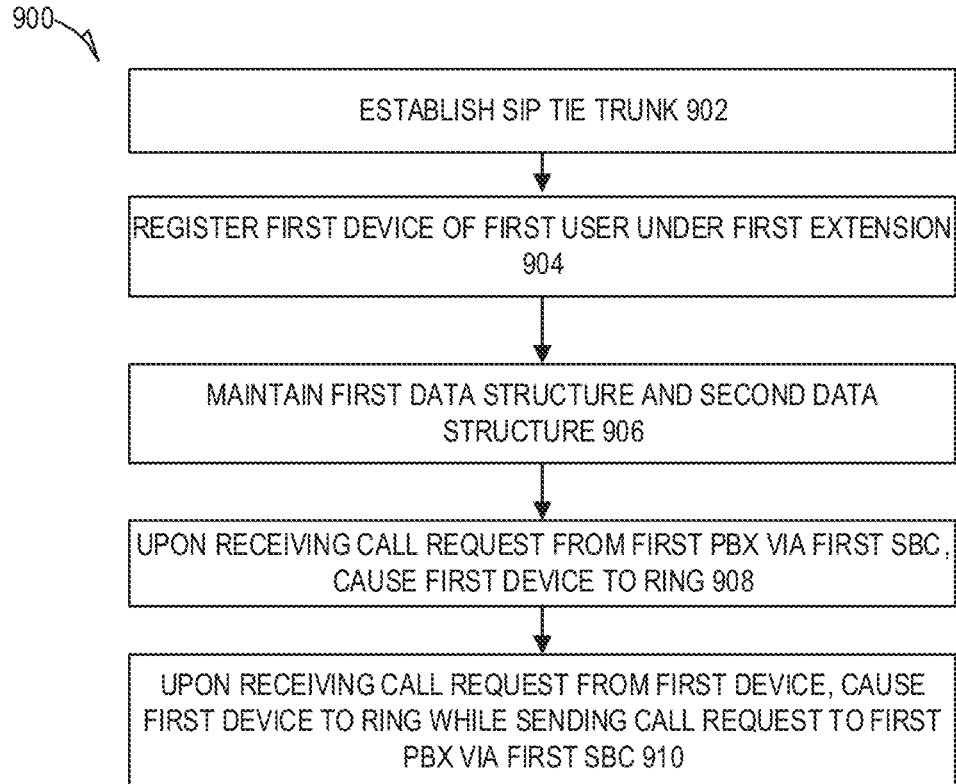 900
ESTABLISH SIP TIE TRUNK 902
REGISTER FIRST DEVICE OF FIRST USER UNDER FIRST EXTENSION
904
MAINTAIN FIRST DATA STRUCTURE AND SECOND DATA
STRUCTURE 906
UPON RECEIVING CALL REQUEST FROM FIRST PBX VIA FIRST SBC,
CAUSE FIRST DEVICE TO RING 908
UPON RECEIVING CALL REQUEST FROM FIRST DEVICE, CAUSE
FIRST DEVICE TO RING WHILE SENDING CALL REQUEST TO FIRST
PBX VIA FIRST SBC 910